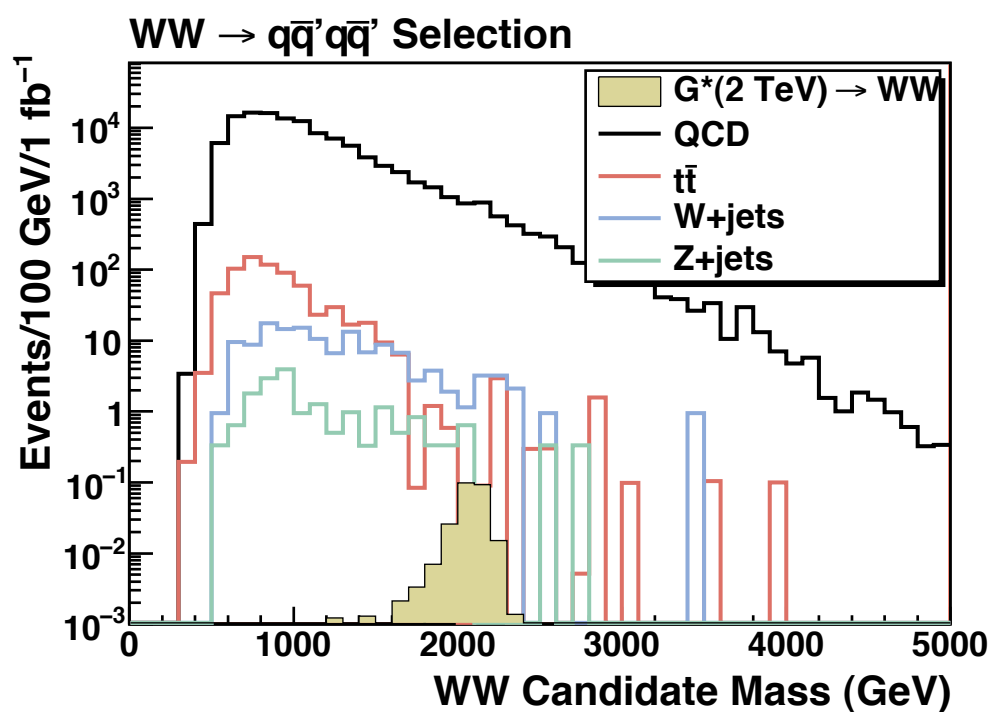 WW → qq̅'qq̅' Selection
Events/100 GeV/1 fb⁻¹
G*(2 TeV) → WW
QCD
tt̅
W+jets
Z+jets
10⁴
10³
10²
10
1
10⁻¹
10⁻²
10⁻³
0 1000 2000 3000 4000 5000
WW Candidate Mass (GeV)